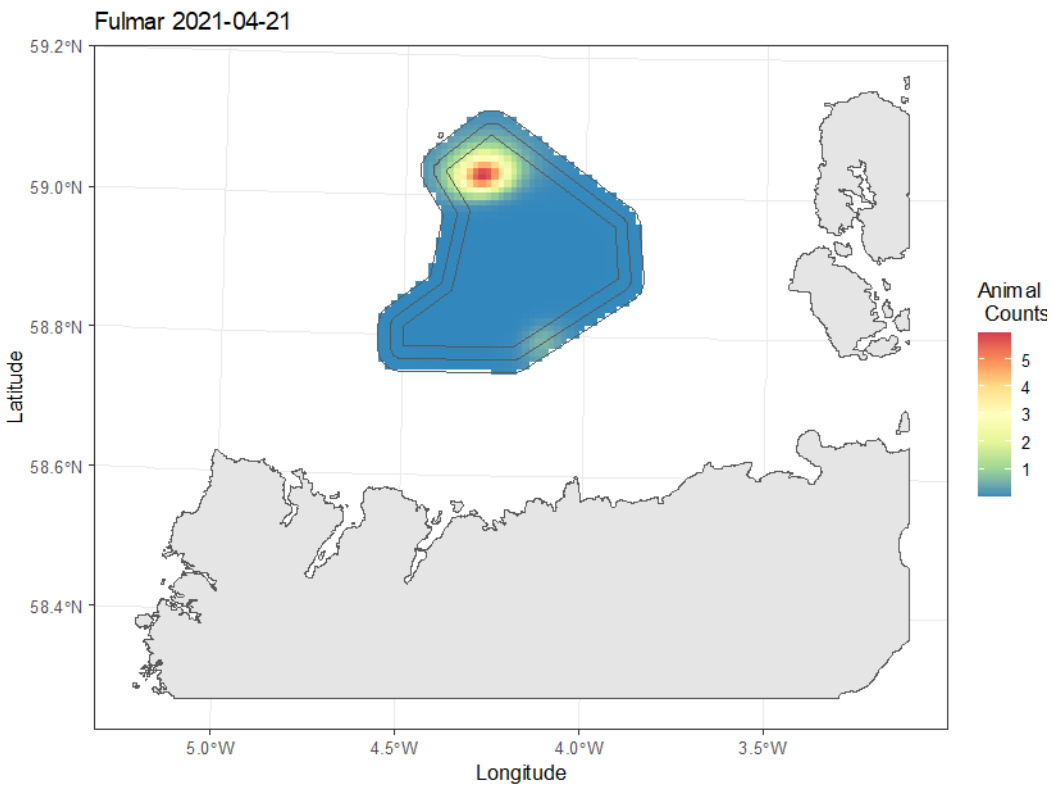 Fulmar 2021-04-21
59.2°N
59.0°N
58.8°N
58.6°N
58.4°N
Latitude
5.0°W
4.5°W
4.0°W
3.5°W
Longitude
Animal
Counts
5
4
3
2
1